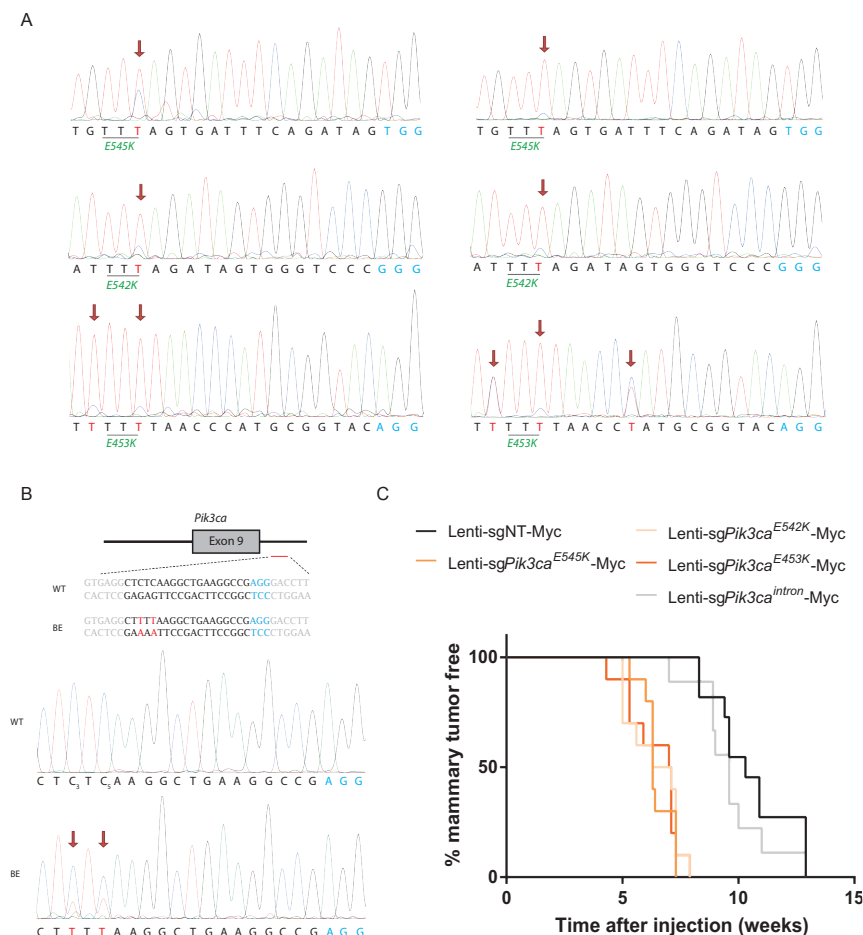 A
T G T T T T A G T G A T T T C A G A T A G T G G
E545K
T G T T T T A G T G A T T T C A G A T A G T G G
E545K
A T T T T T A G A T A G T G G G T C C C G G G
E542K
A T T T T T A G A T A G T G G G T C C C G G G
E542K
T T T T T T T A A C C C A T G C G G T A C A G G
E453K
T T T T T T T A A C C T A T G C G G T A C A G G
E453K
B
Pik3ca
Exon 9
WT
GTGAGGCTCTCAAGGCTGAAGGCCGAGGGACCTT
CACTCCGAGAGTTCCGACTTCCGGCTCCCTGGAA
BE
GTGAGGCTTTTAAGGCTGAAGGCCGAGGGACCTT
CACTCCGAAAATTCCGACTTCCGGCTCCCTGGAA
WT
C T C3 T C5 A A G G C T G A A G G C C G A G G
BE
C T T T T A A G G C T G A A G G C C G A G G
C
Lenti-sgNT-Myc
Lenti-sgPik3caE545K-Myc
Lenti-sgPik3caE542K-Myc
Lenti-sgPik3caE453K-Myc
Lenti-sgPik3caintron-Myc
% mammary tumor free
100
50
0
0 5 10 15
Time after injection (weeks)